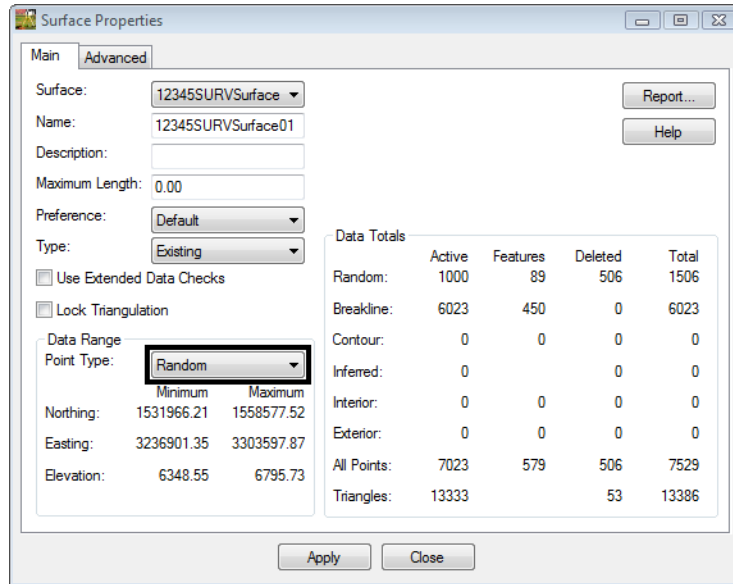 Surface Properties
Main Advanced
Surface: 12345SURVSurface Report...
Name: 12345SURVSurface01 Help
Description:
Maximum Length: 0.00
Preference: Default
Type: Existing
Use Extended Data Checks
Lock Triangulation
Data Range
Point Type: Random
Minimum Maximum
Northing: 1531966.21 1558577.52
Easting: 3236901.35 3303597.87
Elevation: 6348.55 6795.73
Data Totals
Active Features Deleted Total
Random: 1000 89 506 1506
Breakline: 6023 450 0 6023
Contour: 0 0 0 0
Inferred: 0 0 0
Interior: 0 0 0 0
Exterior: 0 0 0 0
All Points: 7023 579 506 7529
Triangles: 13333 53 13386
Apply Close